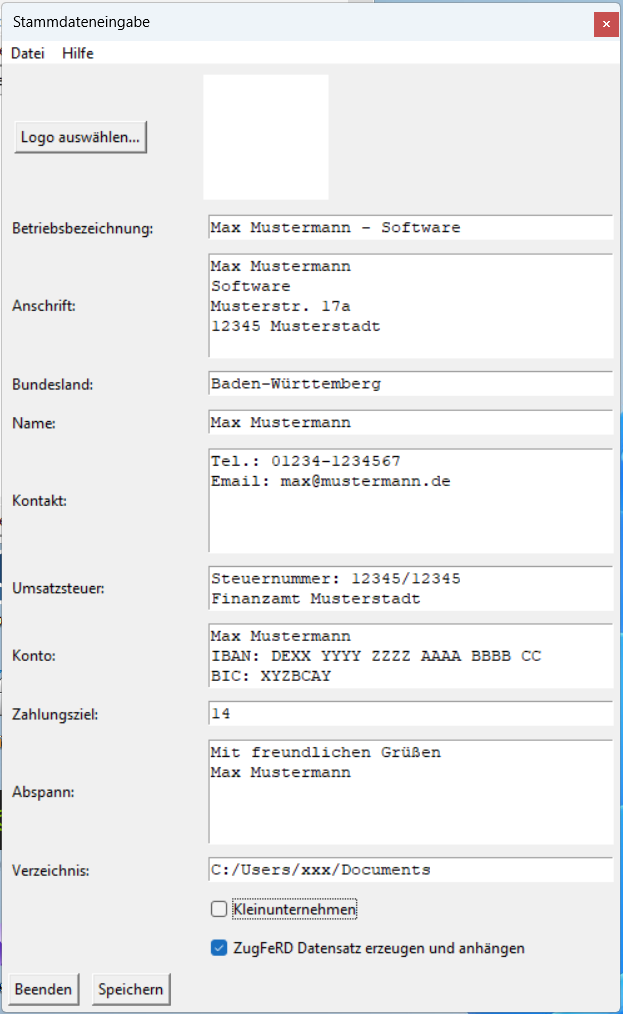 Stammdateneingabe
Datei Hilfe
Logo auswählen...
Betriebsbezeichnung: Max Mustermann - Software
Anschrift:
Max Mustermann
Software
Musterstr. 17a
12345 Musterstadt
Bundesland: Baden-Württemberg
Name: Max Mustermann
Kontakt:
Tel.: 01234-1234567
Email: max@mustermann.de
Umsatzsteuer:
Steuernummer: 12345/12345
Finanzamt Musterstadt
Konto:
Max Mustermann
IBAN: DEXX YYYY ZZZZ AAAA BBBB CC
BIC: XYZBCAY
Zahlungsziel: 14
Abspann:
Mit freundlichen Grüßen
Max Mustermann
Verzeichnis: C:/Users/xxx/Documents
Kleinunternehmen
ZugFeRD Datensatz erzeugen und anhängen
Beenden Speichern